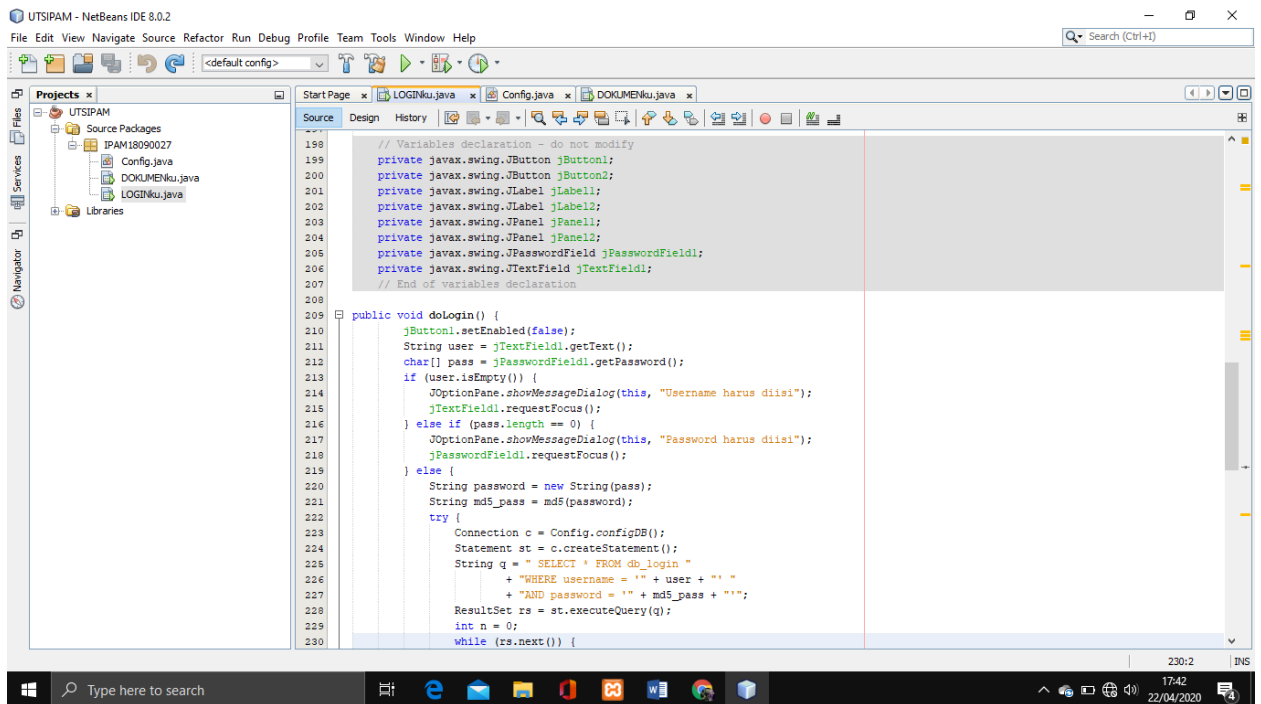 UTSIPAM - NetBeans IDE 8.0.2
File Edit View Navigate Source Refactor Run Debug Profile Team Tools Window Help
Search (Ctrl+I)
<default config>
Projects
Files
Services
Navigator
UTSIPAM
Source Packages
IPAM18090027
Config.java
DOKUMENku.java
LOGINku.java
Libraries
Start Page LOGINku.java Config.java DOKUMENku.java
Source Design History
198 // Variables declaration - do not modify
199 private javax.swing.JButton jButton1;
200 private javax.swing.JButton jButton2;
201 private javax.swing.JLabel jLabel1;
202 private javax.swing.JLabel jLabel2;
203 private javax.swing.JPanel jPanel1;
204 private javax.swing.JPanel jPanel2;
205 private javax.swing.JPasswordField jPasswordField1;
206 private javax.swing.JTextField jTextField1;
207 // End of variables declaration
208
209 public void doLogin() {
210 jButton1.setEnabled(false);
211 String user = jTextField1.getText();
212 char[] pass = jPasswordField1.getPassword();
213 if (user.isEmpty()) {
214 JOptionPane.showMessageDialog(this, "Username harus diisi");
215 jTextField1.requestFocus();
216 } else if (pass.length == 0) {
217 JOptionPane.showMessageDialog(this, "Password harus diisi");
218 jPasswordField1.requestFocus();
219 } else {
220 String password = new String(pass);
221 String md5_pass = md5(password);
222 try {
223 Connection c = Config.configDB();
224 Statement st = c.createStatement();
225 String q = " SELECT * FROM db_login "
226 + "WHERE username = '" + user + "' "
227 + "AND password = '" + md5_pass + "'";
228 ResultSet rs = st.executeQuery(q);
229 int n = 0;
230 while (rs.next()) {
230:2 INS
Type here to search
17:42
22/04/2020
4